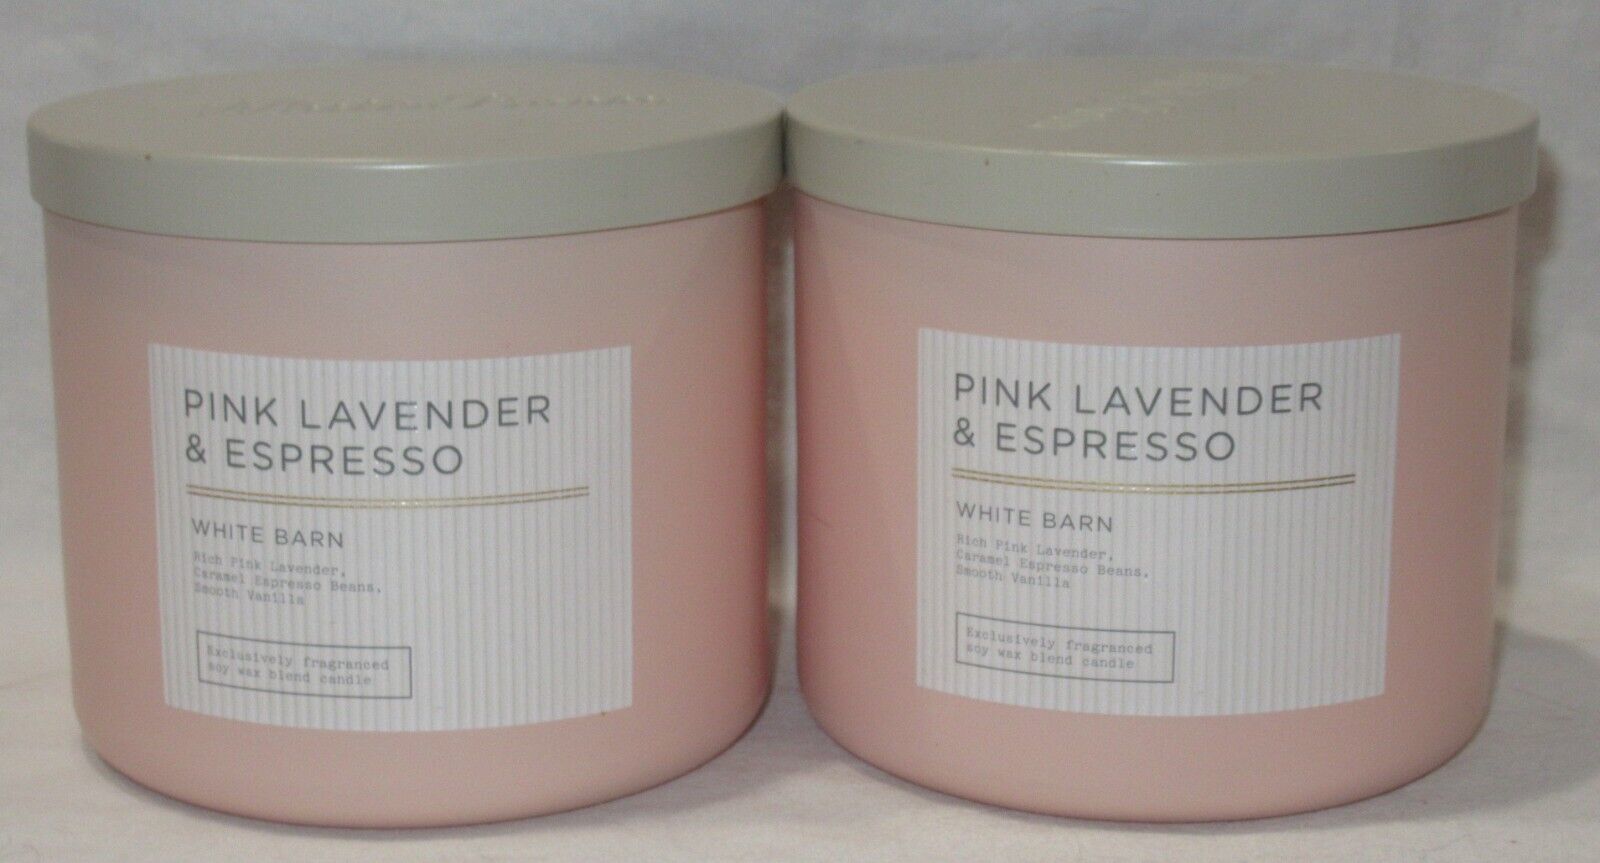 PINK LAVENDER
& ESPRESSO
WHITE BARN
Rich Pink Lavender,
Caramel Espresso Beans,
Smooth Vanilla
Exclusively fragranced
soy wax blend candle
PINK LAVENDER
& ESPRESSO
WHITE BARN
Rich Pink Lavender,
Caramel Espresso Beans,
Smooth Vanilla
Exclusively fragranced
soy wax blend candle